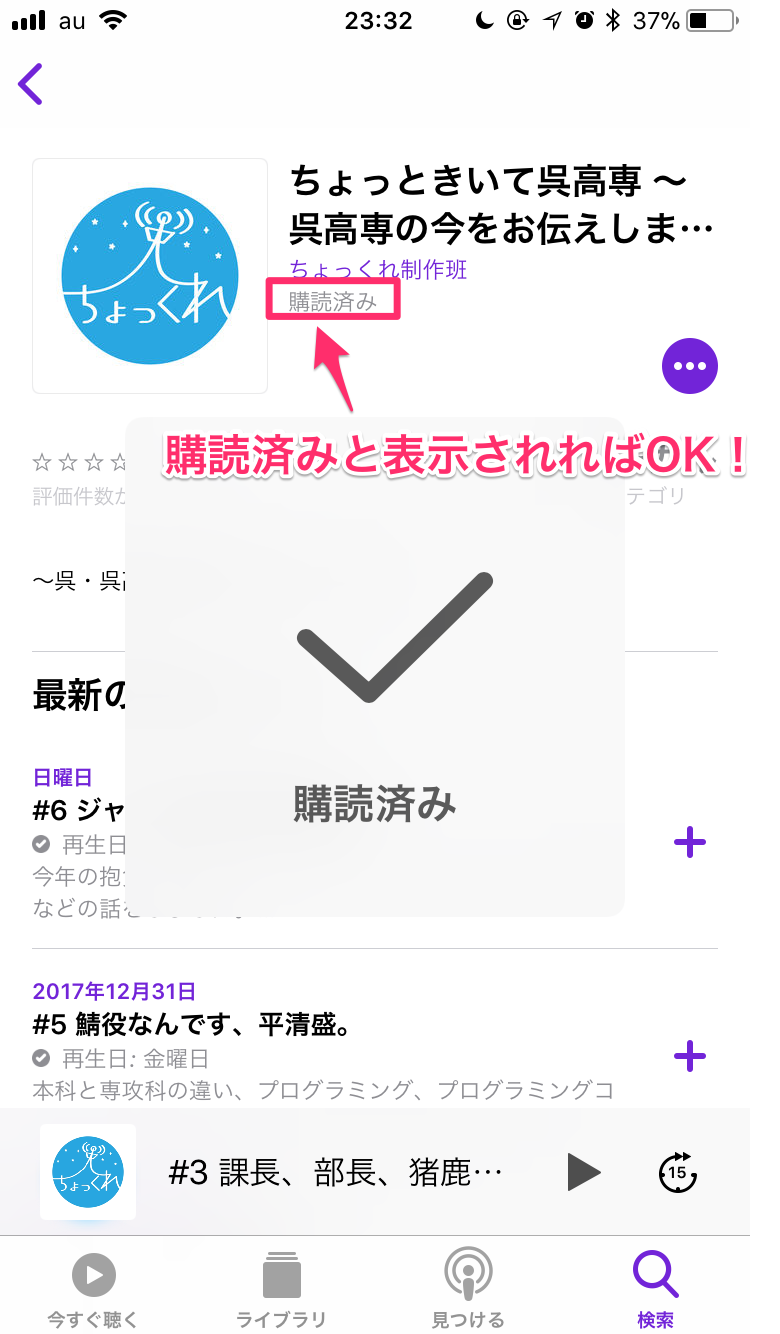 au 23:32 37%
ちょっときいて呉高専 〜
呉高専の今をお伝えしま…
ちょっくれ制作班
購読済み
ちょっくれ
購読済みと表示されればOK！
☆☆☆☆
評価件数か
テゴリ
〜呉・呉
最新の
購読済み
日曜日
#6 ジャ
再生日
今年の抱
などの話を
2017年12月31日
#5 鯖役なんです、平清盛。
再生日: 金曜日
本科と専攻科の違い、プログラミング、プログラミングコ
ちょっくれ
#3 課長、部長、猪鹿…
15
今すぐ聴く
ライブラリ
見つける
検索